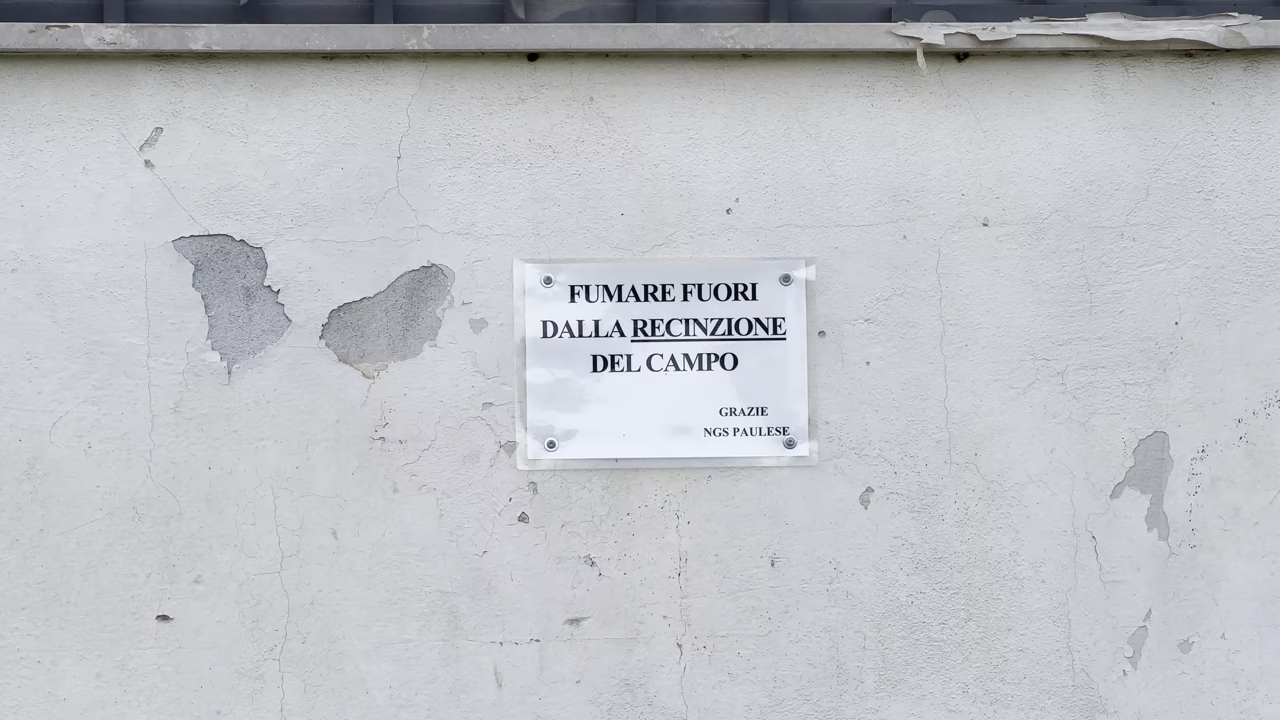 FUMARE FUORI
DALLA RECINZIONE
DEL CAMPO
GRAZIE
NGS PAULESE